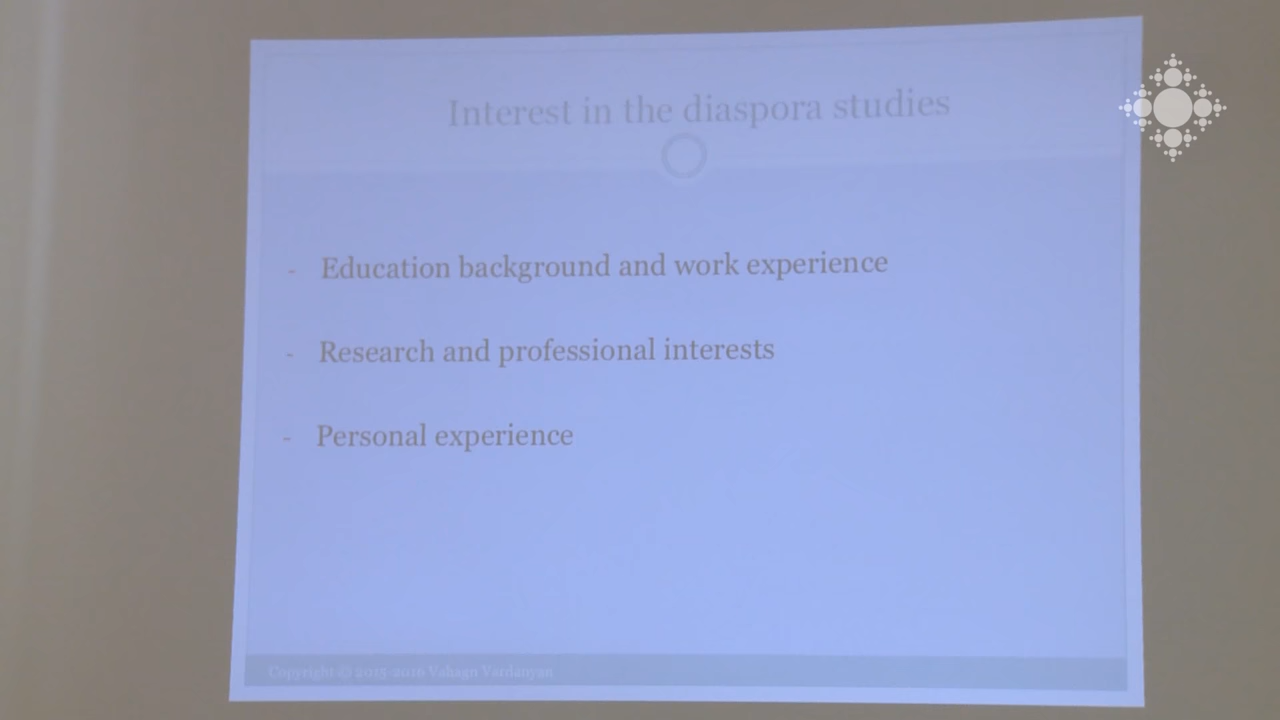 Interest in the diaspora studies
- Education background and work experience
- Research and professional interests
- Personal experience
Copyright © 2015-2016 Vahagn Vardanyan